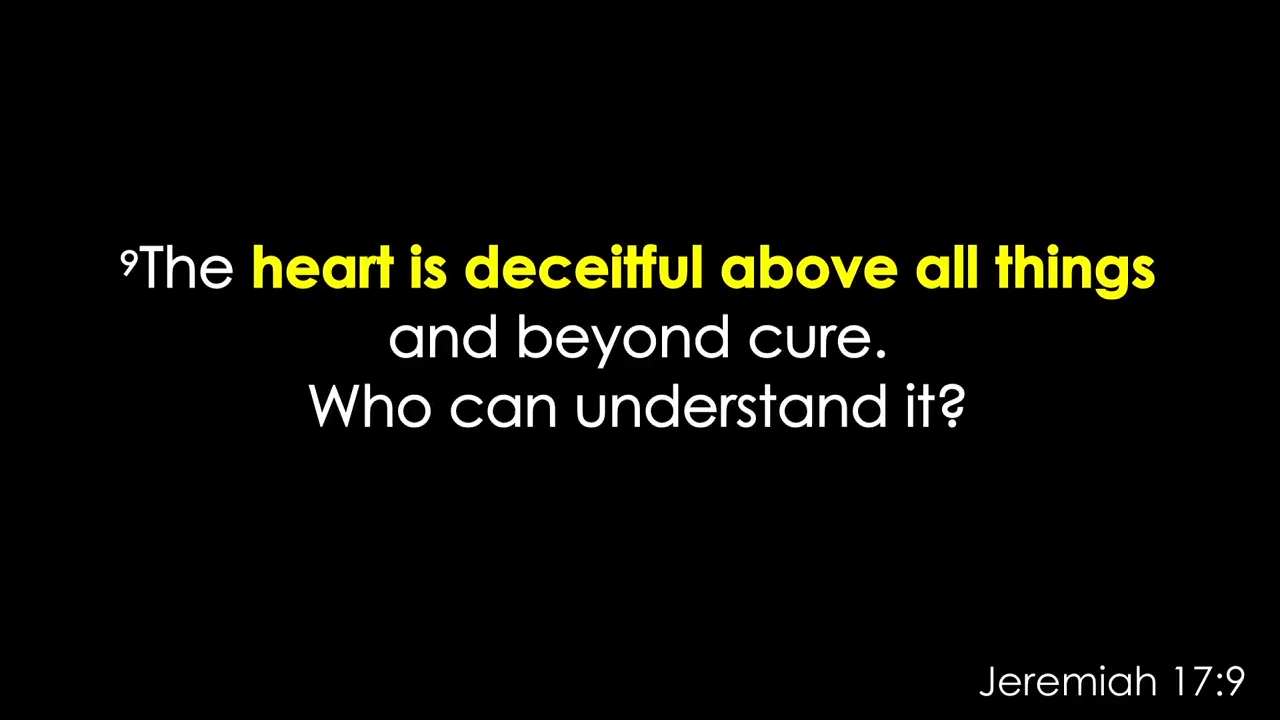 ⁹The heart is deceitful above all things
and beyond cure.
Who can understand it?
Jeremiah 17:9